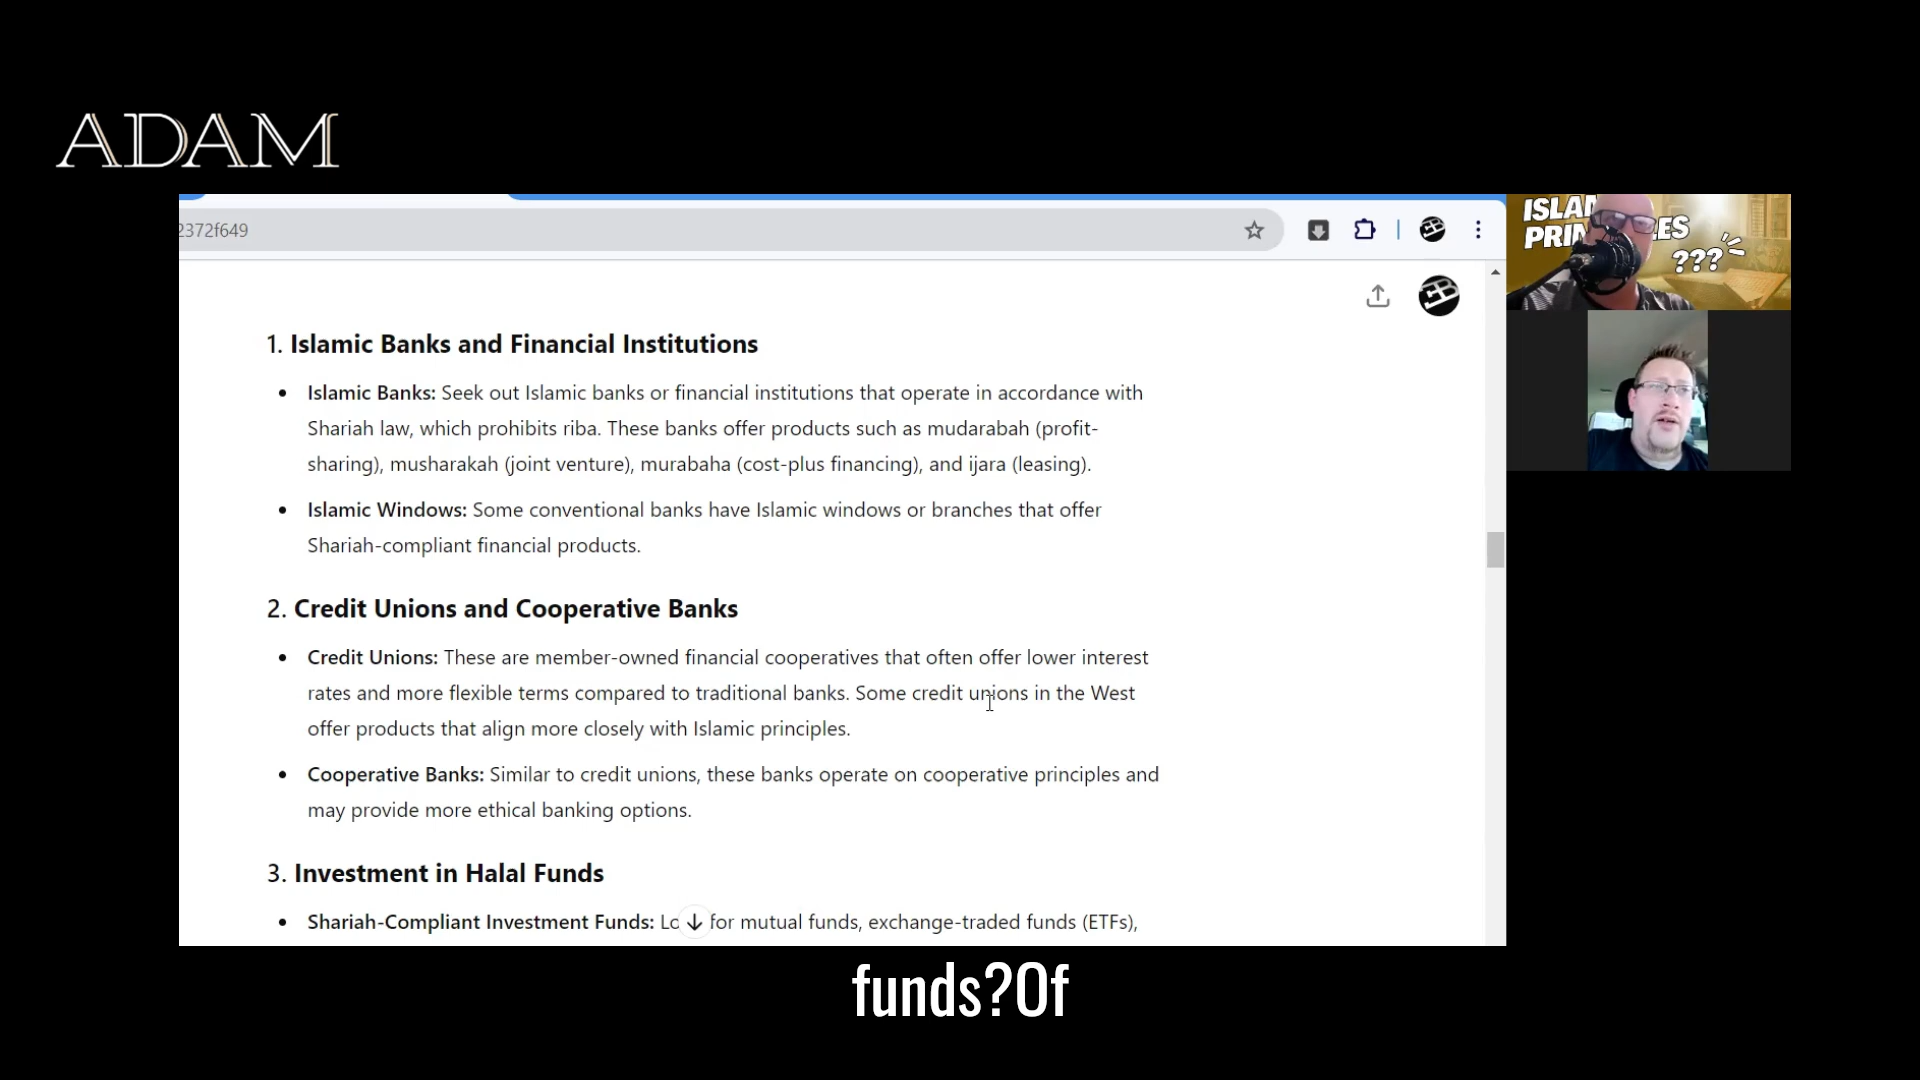 ADAM
2372f649
1. Islamic Banks and Financial Institutions
• Islamic Banks: Seek out Islamic banks or financial institutions that operate in accordance with
Shariah law, which prohibits riba. These banks offer products such as mudarabah (profit-
sharing), musharakah (joint venture), murabaha (cost-plus financing), and ijara (leasing).
• Islamic Windows: Some conventional banks have Islamic windows or branches that offer
Shariah-compliant financial products.
2. Credit Unions and Cooperative Banks
• Credit Unions: These are member-owned financial cooperatives that often offer lower interest
rates and more flexible terms compared to traditional banks. Some credit unions in the West
offer products that align more closely with Islamic principles.
• Cooperative Banks: Similar to credit unions, these banks operate on cooperative principles and
may provide more ethical banking options.
3. Investment in Halal Funds
• Shariah-Compliant Investment Funds: Lo for mutual funds, exchange-traded funds (ETFs),
???
funds?Of